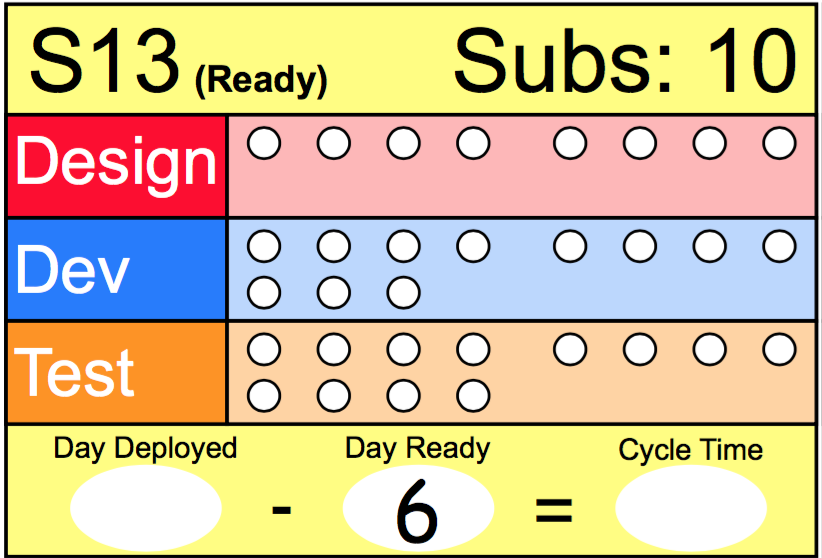 S13 (Ready) Subs: 10
Design
Dev
Test
Day Deployed Day Ready Cycle Time
- 6 =